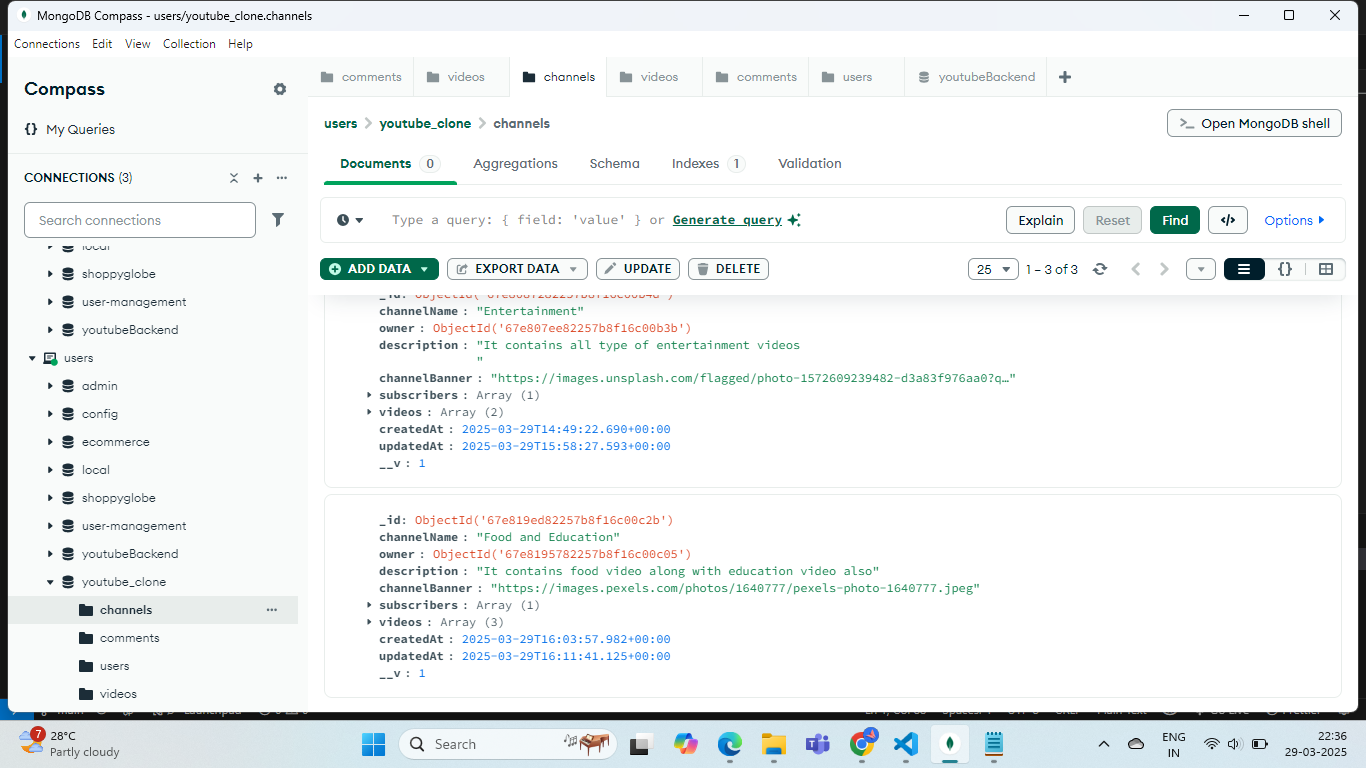 MongoDB Compass - users/youtube_clone.channels
Connections Edit View Collection Help
Compass
{} My Queries
CONNECTIONS (3)
Search connections
local
shoppyglobe
user-management
youtubeBackend
users
admin
config
ecommerce
local
shoppyglobe
user-management
youtubeBackend
youtube_clone
channels
comments
users
videos
comments videos channels videos comments users youtubeBackend
users > youtube_clone > channels
>_ Open MongoDB shell
Documents 0 Aggregations Schema Indexes 1 Validation
Type a query: { field: 'value' } or Generate query
Explain Reset Find </> Options
ADD DATA EXPORT DATA UPDATE DELETE
25 1 – 3 of 3 {}
channelName : "Entertainment"
owner : ObjectId('67e807ee82257b8f16c00b3b')
description : "It contains all type of entertainment videos
"
channelBanner : "https://images.unsplash.com/flagged/photo-1572609239482-d3a83f976aa0?q…"
subscribers : Array (1)
videos : Array (2)
createdAt : 2025-03-29T14:49:22.690+00:00
updatedAt : 2025-03-29T15:58:27.593+00:00
__v : 1
_id: ObjectId('67e819ed82257b8f16c00c2b')
channelName : "Food and Education"
owner : ObjectId('67e8195782257b8f16c00c05')
description : "It contains food video along with education video also"
channelBanner : "https://images.pexels.com/photos/1640777/pexels-photo-1640777.jpeg"
subscribers : Array (1)
videos : Array (3)
createdAt : 2025-03-29T16:03:57.982+00:00
updatedAt : 2025-03-29T16:11:41.125+00:00
__v : 1
7
28°C
Partly cloudy
Search
ENG
IN
22:36
29-03-2025